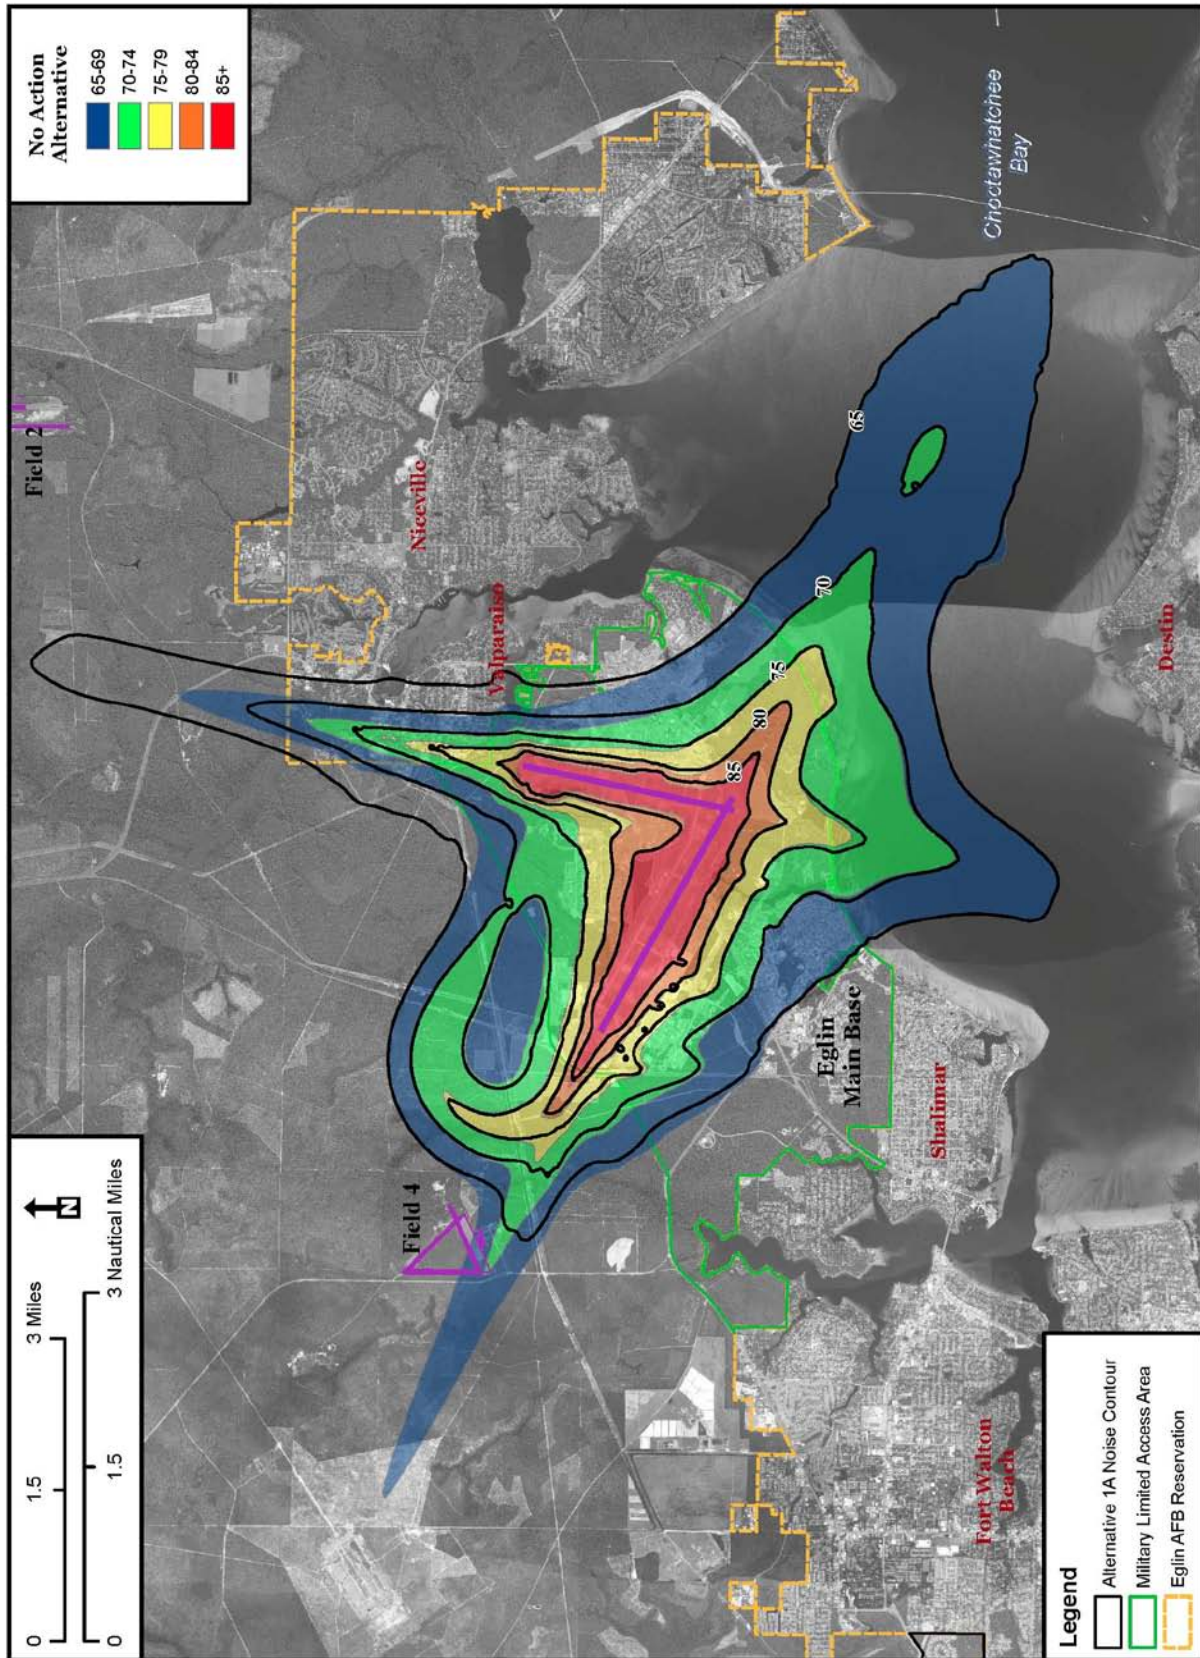 0 1.5 3 Miles
0 1.5 3 Nautical Miles
N
No Action
Alternative
65-69
70-74
75-79
80-84
85+
Field 2
Field 4
Niceville
Valparaiso
65
70
75
80
85
Choctawhatchee
Bay
Eglin
Main Base
Shalimar
Destin
Fort Walton
Beach
Legend
Alternative 1A Noise Contour
Military Limited Access Area
Eglin AFB Reservation